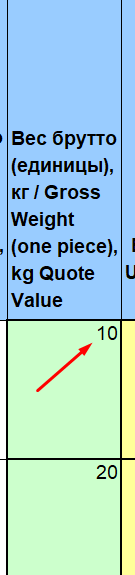 Вес брутто
(единицы),
кг / Gross
Weight
(one piece),
kg Quote
Value
10
20